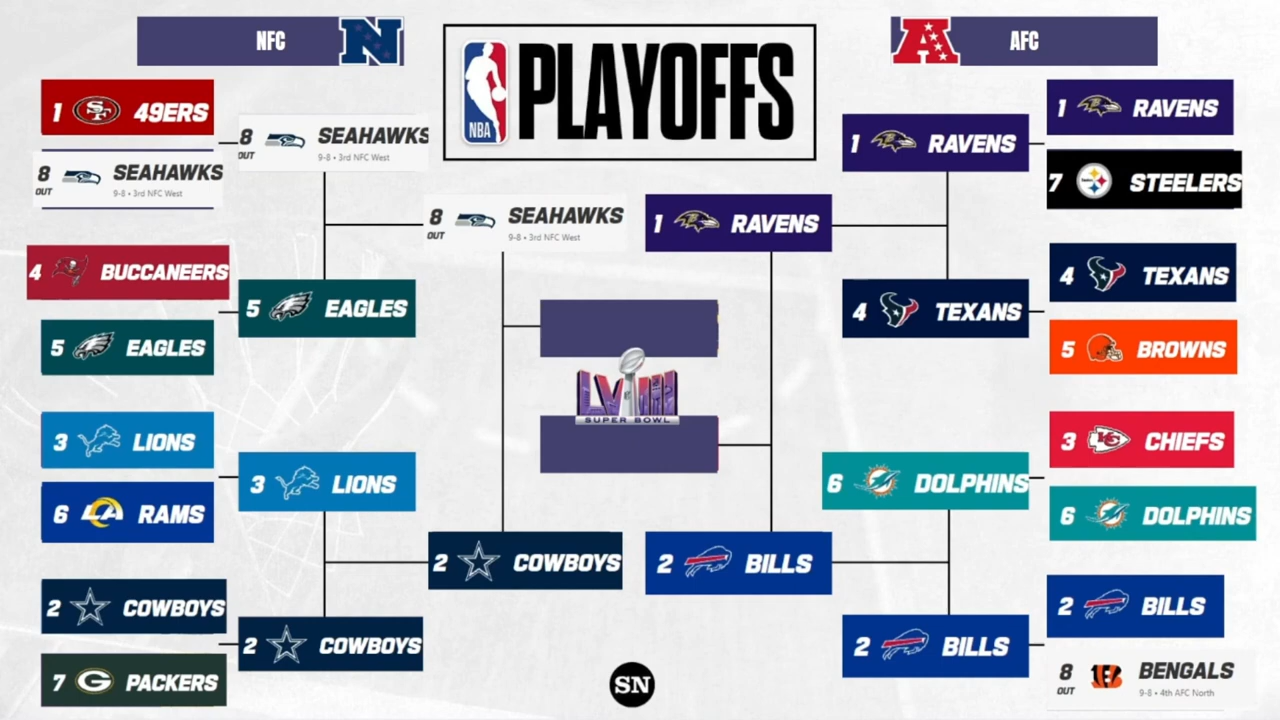 NFC
NBA
PLAYOFFS
AFC
1 49ERS
8 SEAHAWKS
OUT 9-8 • 3rd NFC West
4 BUCCANEERS
5 EAGLES
3 LIONS
6 RAMS
2 COWBOYS
7 PACKERS
8 SEAHAWKS
OUT 9-8 • 3rd NFC West
5 EAGLES
3 LIONS
2 COWBOYS
8 SEAHAWKS
OUT 9-8 • 3rd NFC West
2 COWBOYS
LVIII
SUPER BOWL
SN
1 RAVENS
2 BILLS
1 RAVENS
4 TEXANS
6 DOLPHINS
2 BILLS
1 RAVENS
7 Steelers STEELERS
4 TEXANS
5 BROWNS
3 KC CHIEFS
6 DOLPHINS
2 BILLS
8 BENGALS
OUT 9-8 • 4th AFC North